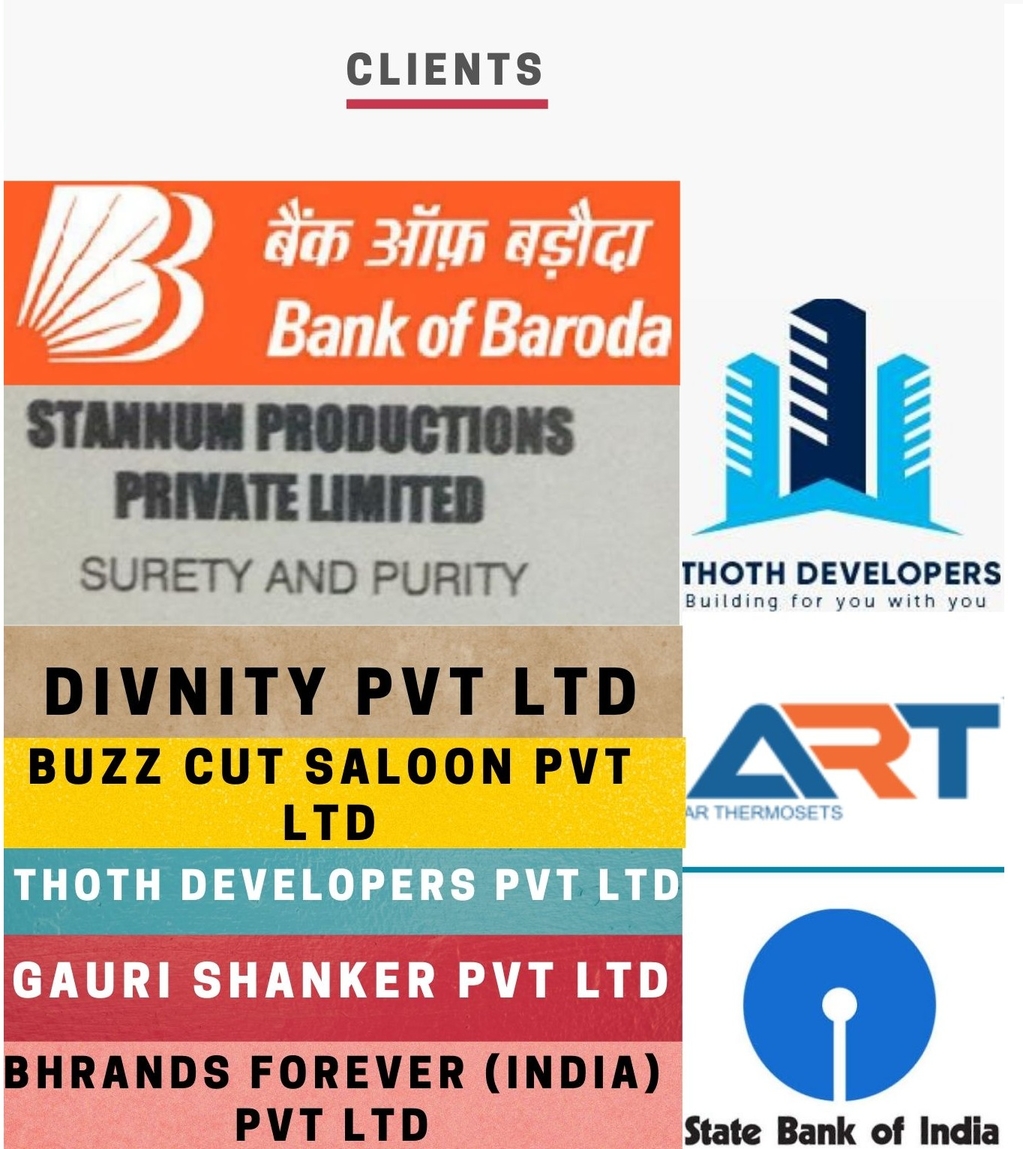 CLIENTS
बैंक ऑफ़ बड़ौदा
Bank of Baroda
STANNUM PRODUCTIONS
PRIVATE LIMITED
SURETY AND PURITY
DIVNITY PVT LTD
BUZZ CUT SALOON PVT
LTD
THOTH DEVELOPERS PVT LTD
GAURI SHANKER PVT LTD
BHRANDS FOREVER (INDIA)
PVT LTD
THOTH DEVELOPERS
Building for you with you
ART
AR THERMOSETS
State Bank of India